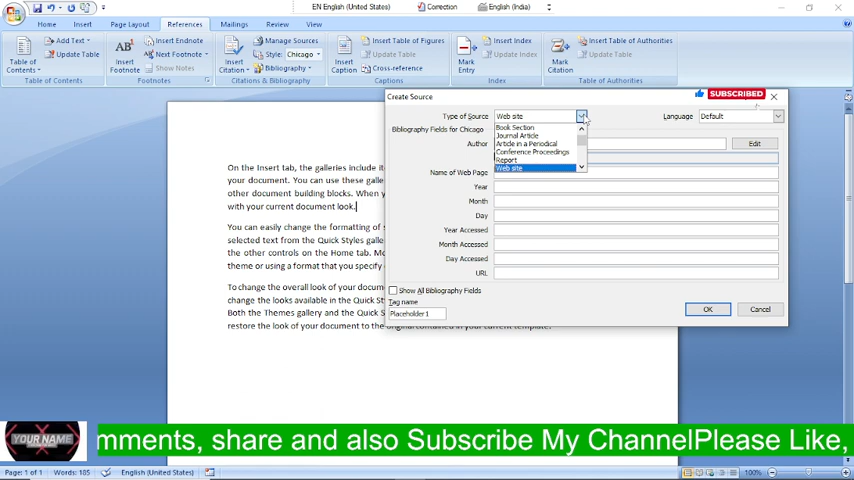 EN English (United States)
Correction
English (India)
Home
Insert
Page Layout
References
Mailings
Review
View
Add Text
Update Table
Table of Contents
Table of Contents
AB
Insert Footnote
Insert Endnote
Next Footnote
Show Notes
Footnotes
Insert Citation
Manage Sources
Style: Chicago
Bibliography
Citations & Bibliography
Insert Caption
Insert Table of Figures
Update Table
Cross-reference
Captions
Mark Entry
Insert Index
Update Index
Index
Mark Citation
Insert Table of Authorities
Update Table
Table of Authorities
Create Source
SUBSCRIBED
Type of Source
Web site
Language
Default
Book Section
Journal Article
Article in a Periodical
Conference Proceedings
Report
Web site
Bibliography Fields for Chicago
Author
Edit
Name of Web Page
Year
Month
Day
Year Accessed
Month Accessed
Day Accessed
URL
Show All Bibliography Fields
Tag name
Placeholder1
OK
Cancel
On the Insert tab, the galleries include ite
your document. You can use these galle
other document building blocks. When y
with your current document look.
You can easily change the formatting of s
selected text from the Quick Styles galle
the other controls on the Home tab. Mo
theme or using a format that you specify
To change the overall look of your docum
change the looks available in the Quick St
Both the Themes gallery and the Quick S
restore the look of your document to the original contained in your current template.
YOUR NAME
mments, share and also Subscribe My ChannelPlease Like,
Page: 1 of 1
Words: 185
English (United States)
100%